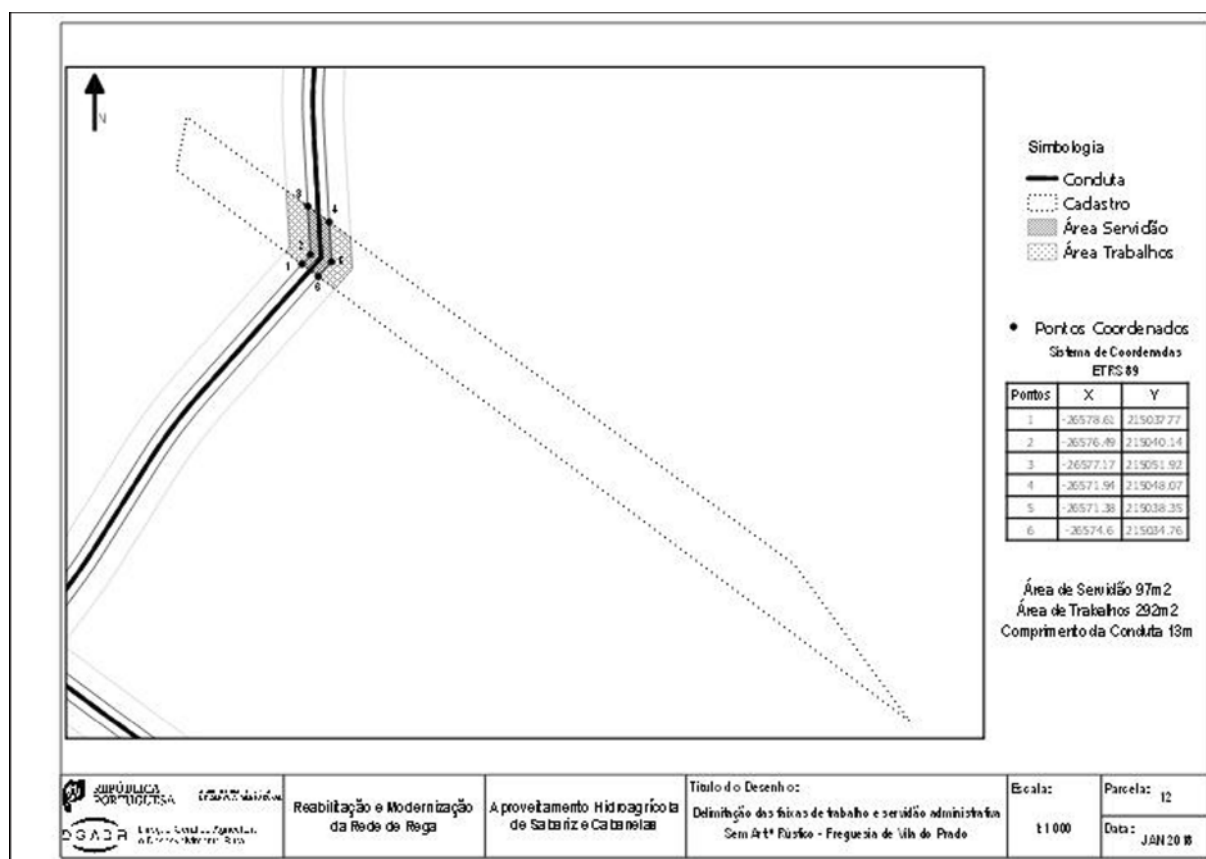 N
3
4
2
1
5
6
Simbologia
Conduta
Cadastro
Área Servidão
Área Trabalhos
Pontos Coordenados
Sistema de Coordenadas
ETRS 89
Pontos X Y
1 -26578.61 215037.77
2 -26576.49 215040.14
3 -26577.17 215051.92
4 -26571.94 215048.07
5 -26571.38 215038.35
6 -26574.6 215034.76
Área de Servidão 97m2
Área de Trabalhos 292m2
Comprimento da Conduta 13m
REPÚBLICA
PORTUGUESA
DGADR
Reabilitação e Modernização
da Rede de Rega
Aproveitamento Hidroagrícola
de Sabariz e Cabanelas
Título do Desenho:
Delimitação das faixas de trabalho e servidão administrativa
Sem Artº Rústico - Freguesia de Vila do Prado
Escala:
1:1 000
Parcela: 12
Data: JAN 2018